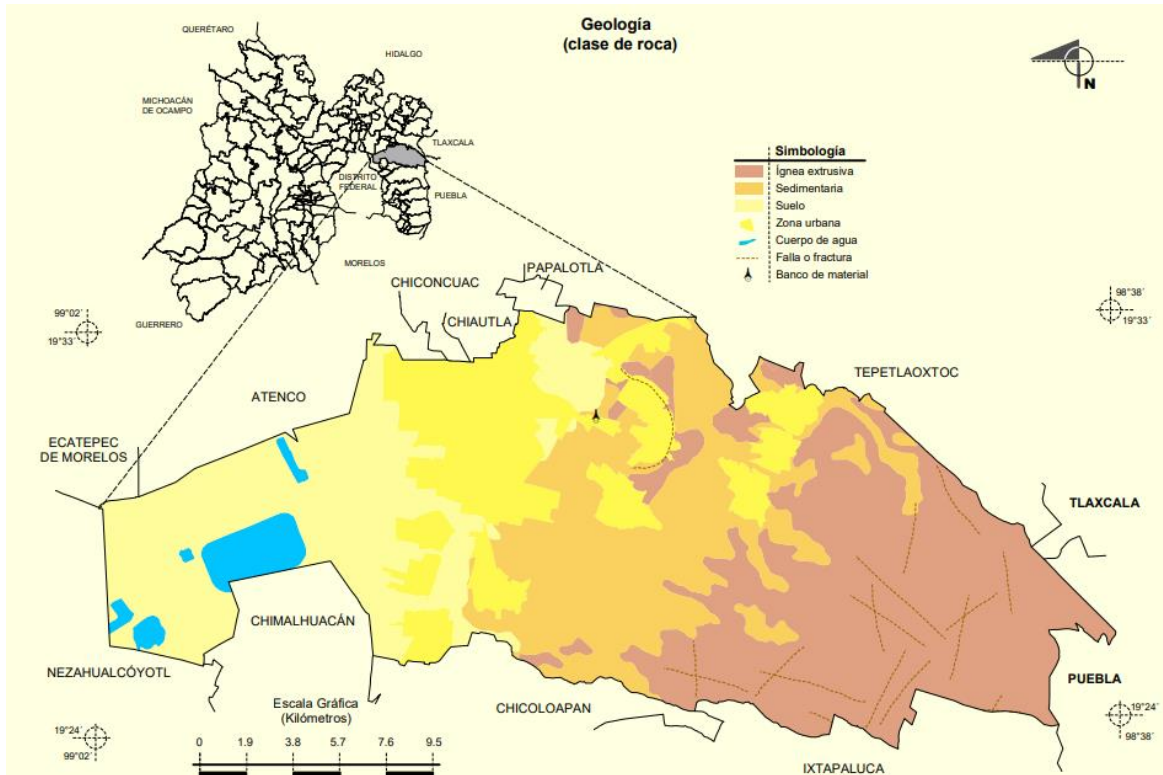 Geología
(clase de roca)
QUERÉTARO
HIDALGO
MICHOACÁN
DE OCAMPO
TLAXCALA
DISTRITO
FEDERAL
PUEBLA
MORELOS
GUERRERO
N
Simbología
Ígnea extrusiva
Sedimentaria
Suelo
Zona urbana
Cuerpo de agua
Falla o fractura
Banco de material
99°02´
19°33´
98°38´
19°33´
PAPALOTLA
CHICONCUAC
CHIAUTLA
TEPETLAOXTOC
ATENCO
ECATEPEC
DE MORELOS
TLAXCALA
CHIMALHUACÁN
NEZAHUALCÓYOTL
PUEBLA
CHICOLOAPAN
IXTAPALUCA
19°24´
99°02´
19°24´
98°38´
Escala Gráfica
(Kilómetros)
0 1.9 3.8 5.7 7.6 9.5